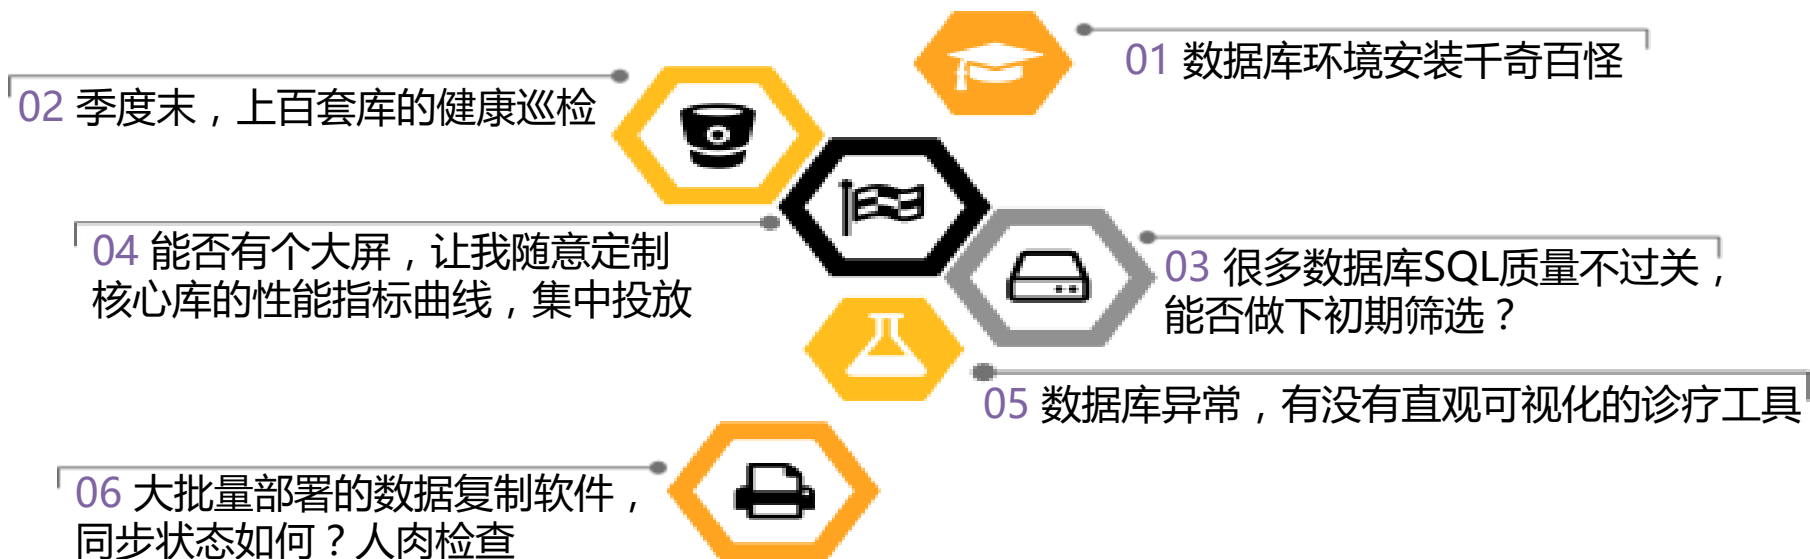 01 数据库环境安装千奇百怪
02 季度末，上百套库的健康巡检
03 很多数据库SQL质量不过关，
能否做下初期筛选？
04 能否有个大屏，让我随意定制
核心库的性能指标曲线，集中投放
05 数据库异常，有没有直观可视化的诊疗工具
06 大批量部署的数据复制软件，
同步状态如何？人肉检查